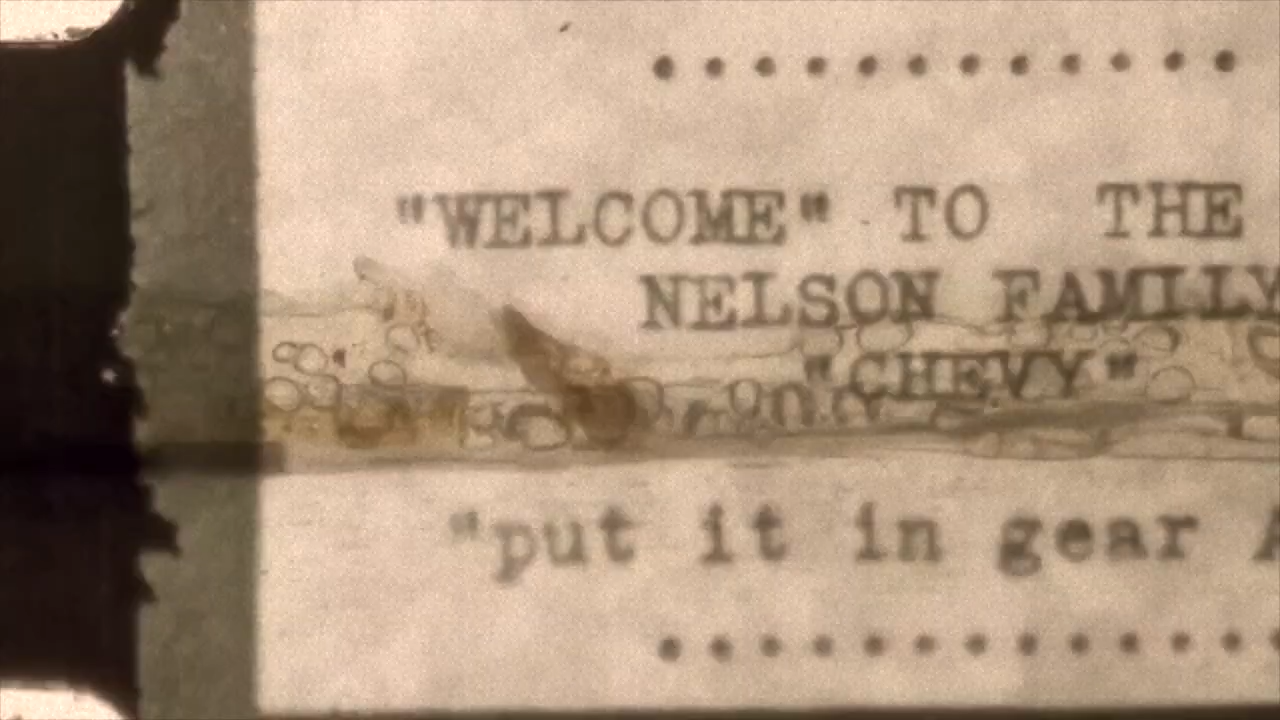 "WELCOME" TO THE
NELSON FAMILY
"CHEVY"
"put it in gear